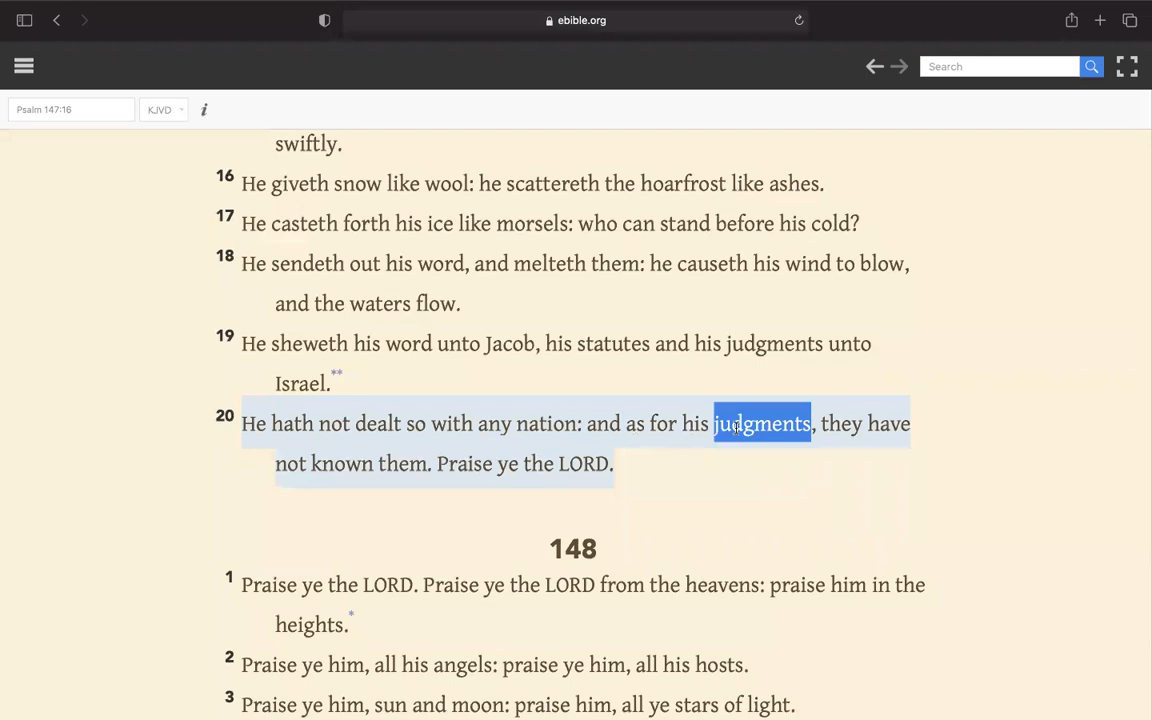 ebible.org
Search
Psalm 147:16
KJVD
i
swiftly.
16 He giveth snow like wool: he scattereth the hoarfrost like ashes.
17 He casteth forth his ice like morsels: who can stand before his cold?
18 He sendeth out his word, and melteth them: he causeth his wind to blow,
and the waters flow.
19 He sheweth his word unto Jacob, his statutes and his judgments unto
Israel.**
20 He hath not dealt so with any nation: and as for his judgments, they have
not known them. Praise ye the LORD.
148
1 Praise ye the LORD. Praise ye the LORD from the heavens: praise him in the
heights.*
2 Praise ye him, all his angels: praise ye him, all his hosts.
3 Praise ye him, sun and moon: praise him, all ye stars of light.